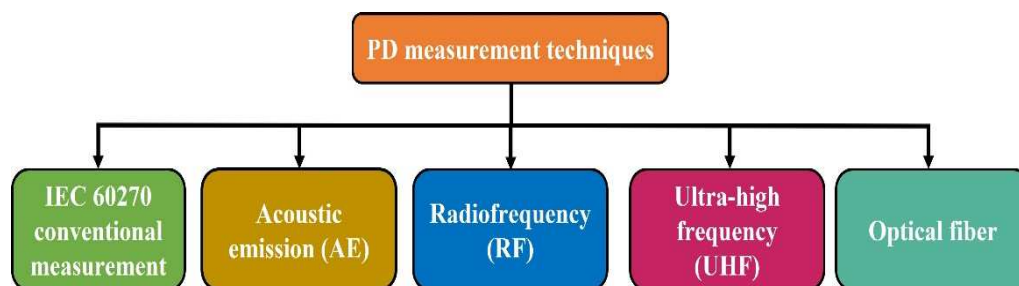 PD measurement techniques
IEC 60270
conventional
measurement
Acoustic
emission (AE)
Radiofrequency
(RF)
Ultra-high
frequency
(UHF)
Optical fiber